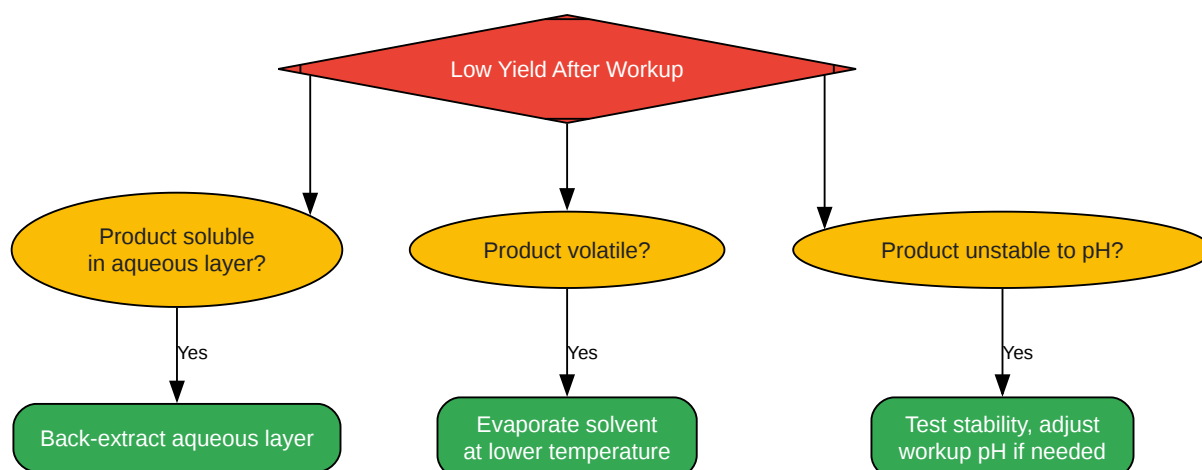 Low Yield After Workup
Product soluble
in aqueous layer?
Product volatile?
Product unstable to pH?
Yes
Yes
Yes
Back-extract aqueous layer
Evaporate solvent
at lower temperature
Test stability, adjust
workup pH if needed